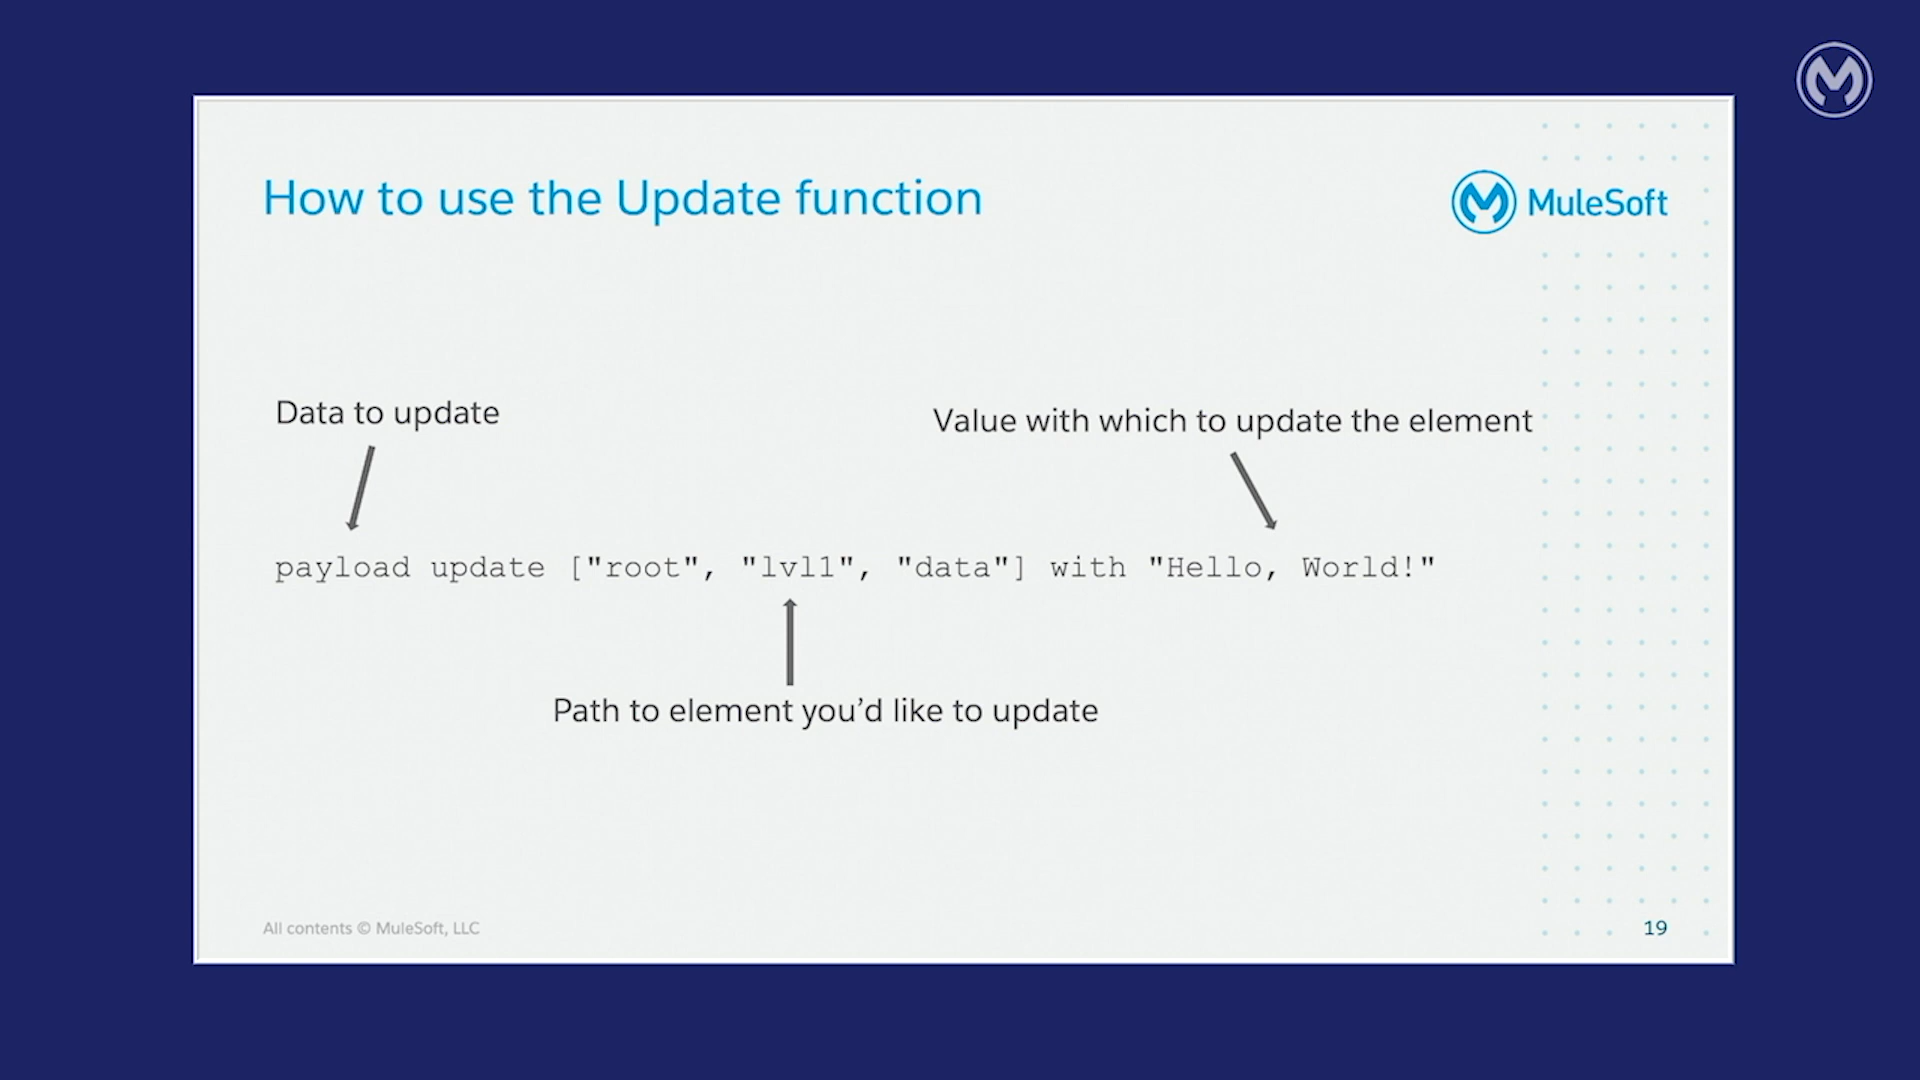 How to use the Update function
MuleSoft
Data to update
Value with which to update the element
payload update ["root", "lvl1", "data"] with "Hello, World!"
Path to element you’d like to update
All contents © MuleSoft, LLC
19